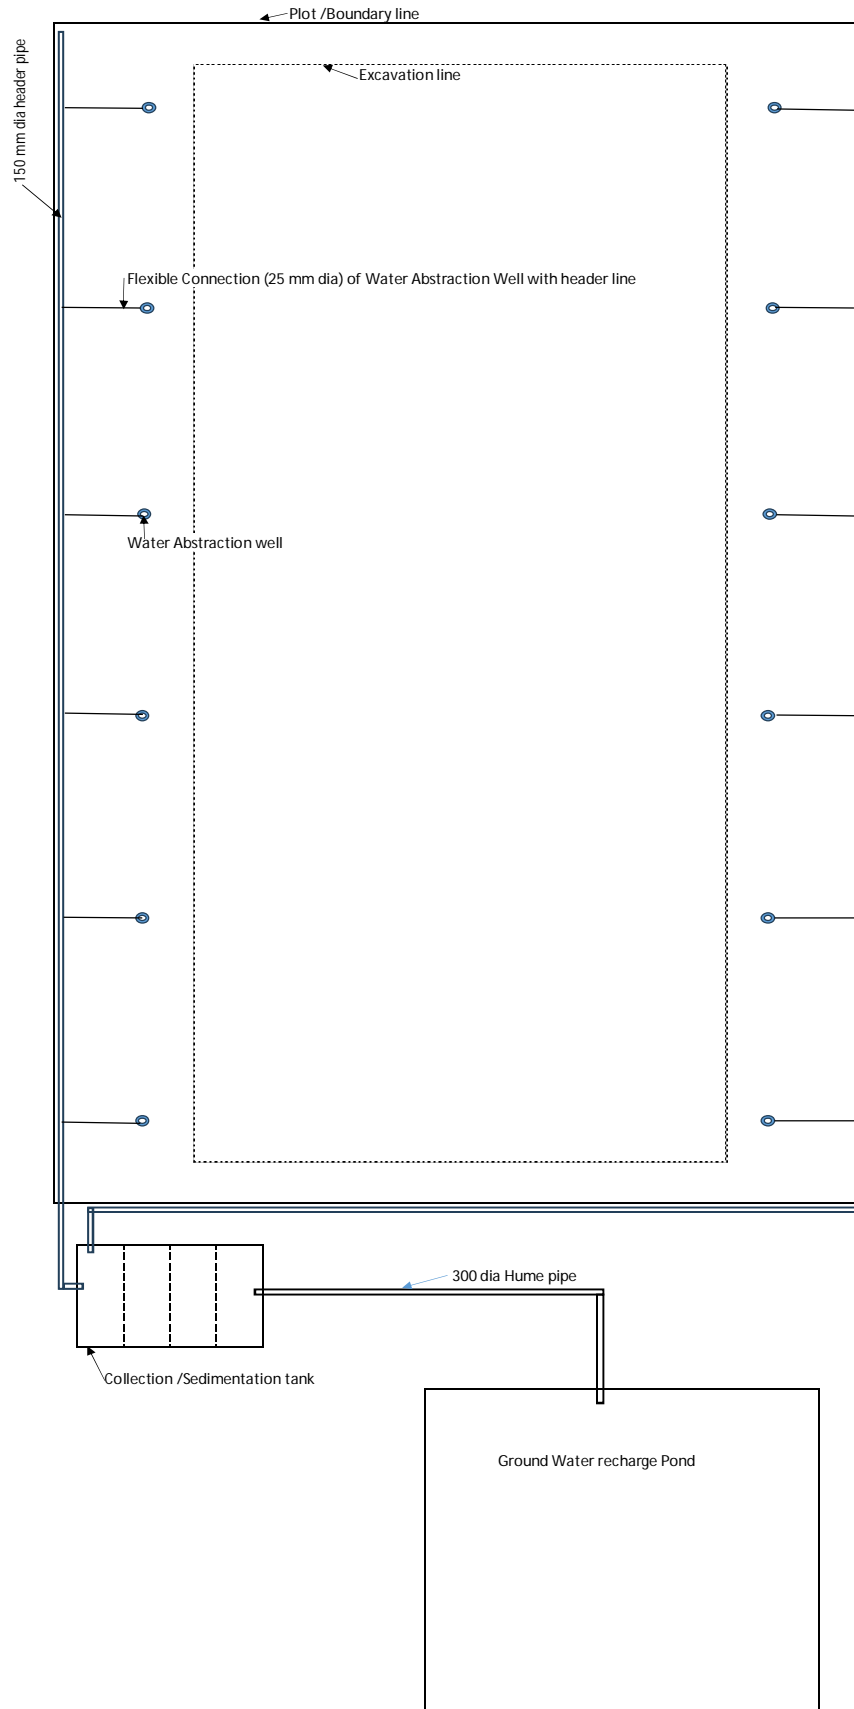 Plot /Boundary line
Excavation line
150 mm dia header pipe
Flexible Connection (25 mm dia) of Water Abstraction Well with header line
Water Abstraction well
300 dia Hume pipe
Collection /Sedimentation tank
Ground Water recharge Pond